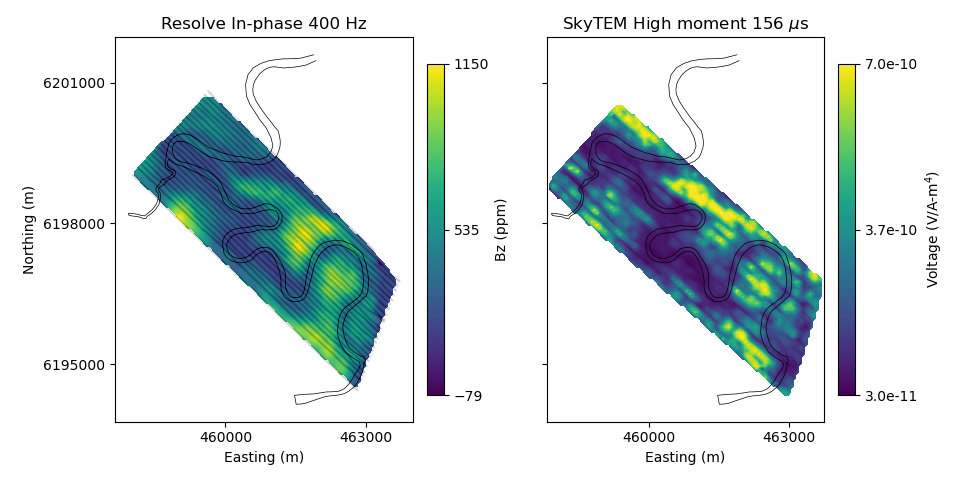 Resolve In-phase 400 Hz
SkyTEM High moment 156 μs
6201000
6198000
6195000
Northing (m)
460000
463000
Easting (m)
1150
535
−79
Bz (ppm)
460000
463000
Easting (m)
7.0e-10
3.7e-10
3.0e-11
Voltage (V/A-m⁴)